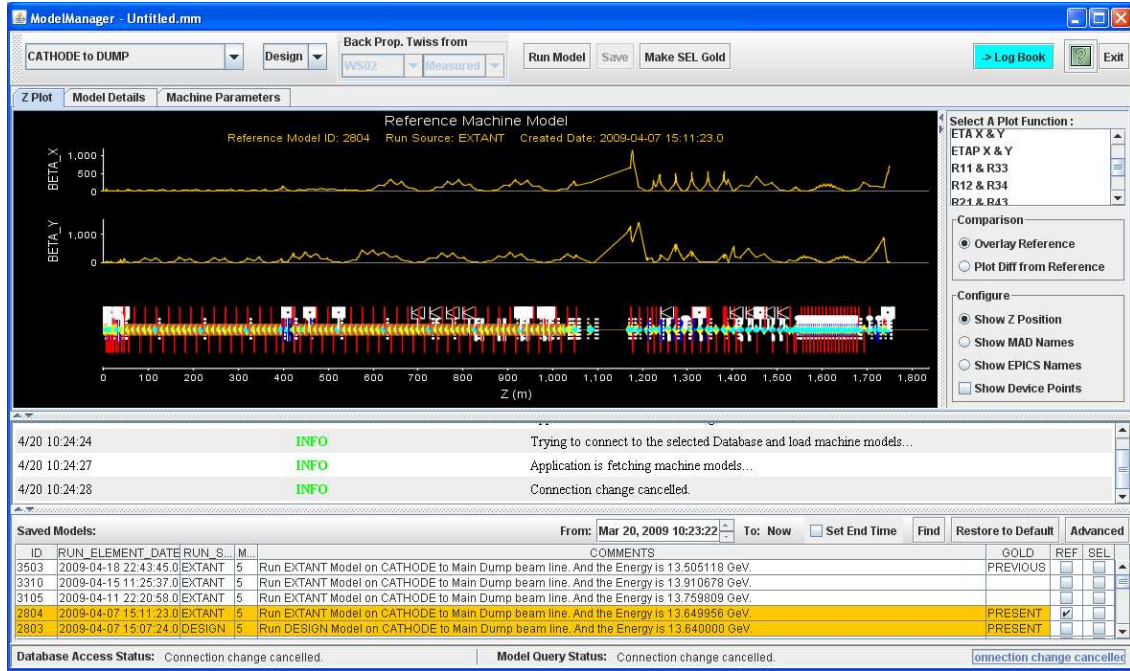 ModelManager - Untitled.mm
CATHODE to DUMP
Design
Back Prop. Twiss from
WS02
Measured
Run Model
Save
Make SEL Gold
-> Log Book
?
Exit
Z Plot
Model Details
Machine Parameters
Reference Machine Model
Reference Model ID: 2804 Run Source: EXTANT Created Date: 2009-04-07 15:11:23.0
BETA_X
1,000
500
0
BETA_Y
1,000
0
0 100 200 300 400 500 600 700 800 900 1,000 1,100 1,200 1,300 1,400 1,500 1,600 1,700 1,800
Z (m)
Select A Plot Function :
ETA X & Y
ETAP X & Y
R11 & R33
R12 & R34
R21 & R43
Comparison
Overlay Reference
Plot Diff from Reference
Configure
Show Z Position
Show MAD Names
Show EPICS Names
Show Device Points
4/20 10:24:24 INFO Trying to connect to the selected Database and load machine models...
4/20 10:24:27 INFO Application is fetching machine models...
4/20 10:24:28 INFO Connection change cancelled.
Saved Models:
From: Mar 20, 2009 10:23:22 To: Now Set End Time Find Restore to Default Advanced
ID RUN_ELEMENT_DATE RUN_S... M... COMMENTS GOLD REF SEL
3503 2009-04-18 22:43:45.0 EXTANT 5 Run EXTANT Model on CATHODE to Main Dump beam line. And the Energy is 13.505118 GeV. PREVIOUS
3310 2009-04-15 11:25:37.0 EXTANT 5 Run EXTANT Model on CATHODE to Main Dump beam line. And the Energy is 13.910678 GeV.
3105 2009-04-11 22:20:58.0 EXTANT 5 Run EXTANT Model on CATHODE to Main Dump beam line. And the Energy is 13.759809 GeV.
2804 2009-04-07 15:11:23.0 EXTANT 5 Run EXTANT Model on CATHODE to Main Dump beam line. And the Energy is 13.649956 GeV. PRESENT
2803 2009-04-07 15:07:24.0 DESIGN 5 Run DESIGN Model on CATHODE to Main Dump beam line. And the Energy is 13.640000 GeV. PRESENT
Database Access Status: Connection change cancelled.
Model Query Status: Connection change cancelled.
onnection change cancelled